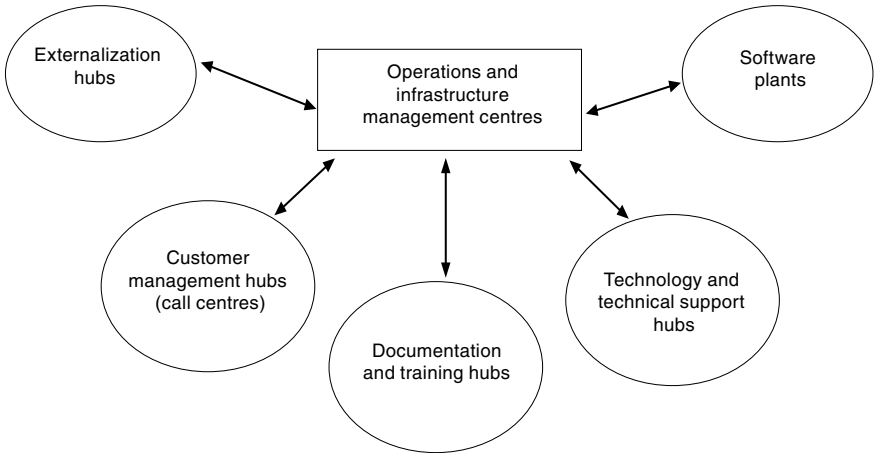 Externalization
hubs
Operations and
infrastructure
management centres
Software
plants
Customer
management hubs
(call centres)
Documentation
and training hubs
Technology and
technical support
hubs